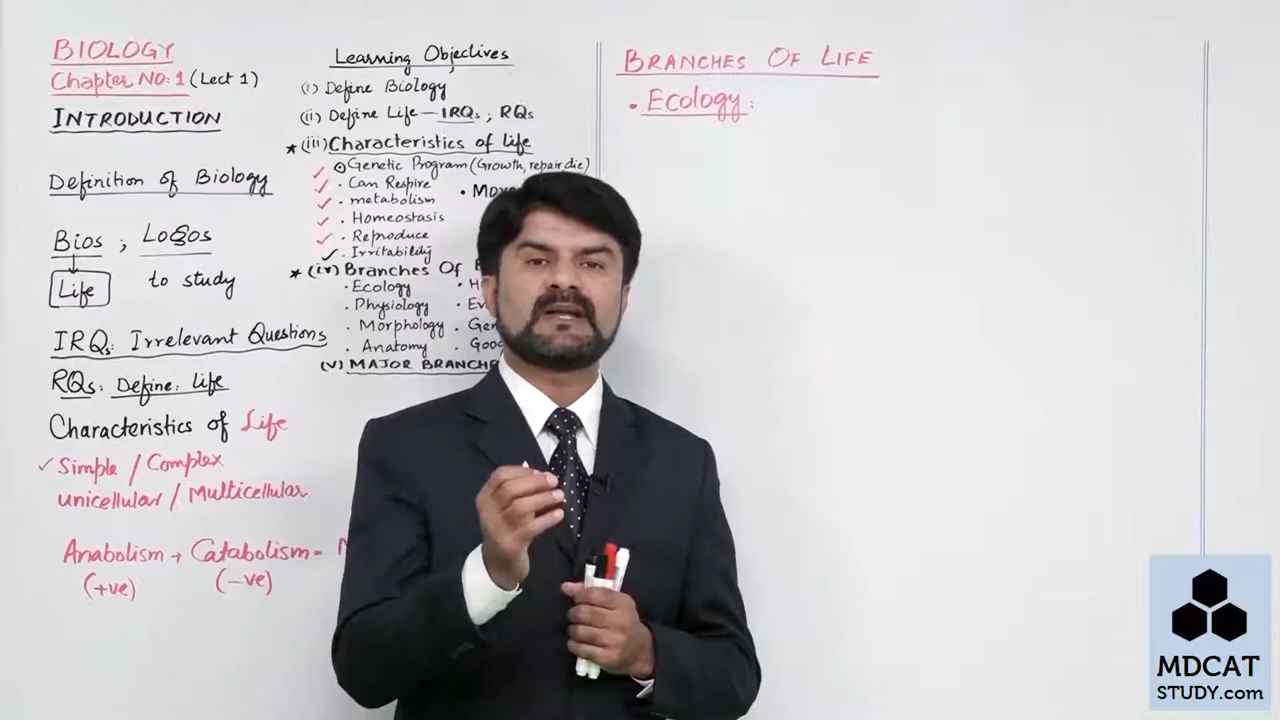 BIOLOGY
Chapter NO: 1 (Lect 1)
INTRODUCTION
Definition of Biology
Bios ; Logos
Life to study
IRQs: Irrelevant Questions
RQs: Define: Life
Characteristics of Life
✓ Simple / Complex
unicellular / Multicellular
Anabolism + Catabolism =
(+ve) (-ve)
Learning Objectives
(i) Define Biology
(ii) Define Life — IRQs ; RQs
★ (iii) Characteristics of life
Genetic Program (Growth, repair, die)
✓ . Can Respire
✓ . metabolism
✓ . Homeostasis
✓ . Reproduce
✓ . Irritability
★ (iv) Branches Of
. Ecology
. Physiology
. Morphology
. Anatomy
(v) MAJOR
BRANCHES OF LIFE
• Ecology:
MDCAT
STUDY.com